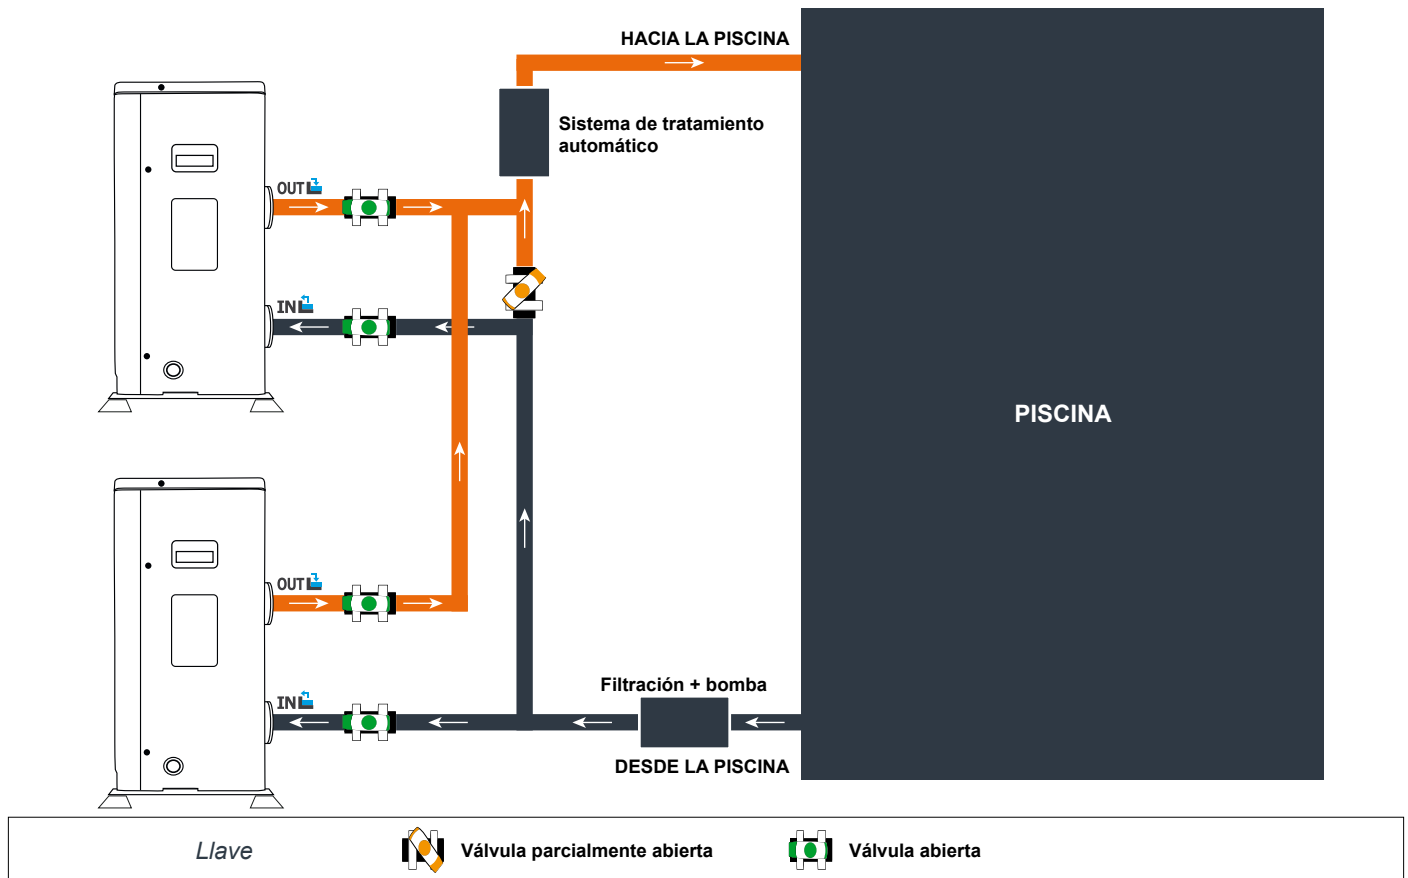 HACIA LA PISCINA
Sistema de tratamiento
automático
OUT
IN
PISCINA
OUT
IN
Filtración + bomba
DESDE LA PISCINA
Llave
Válvula parcialmente abierta
Válvula abierta